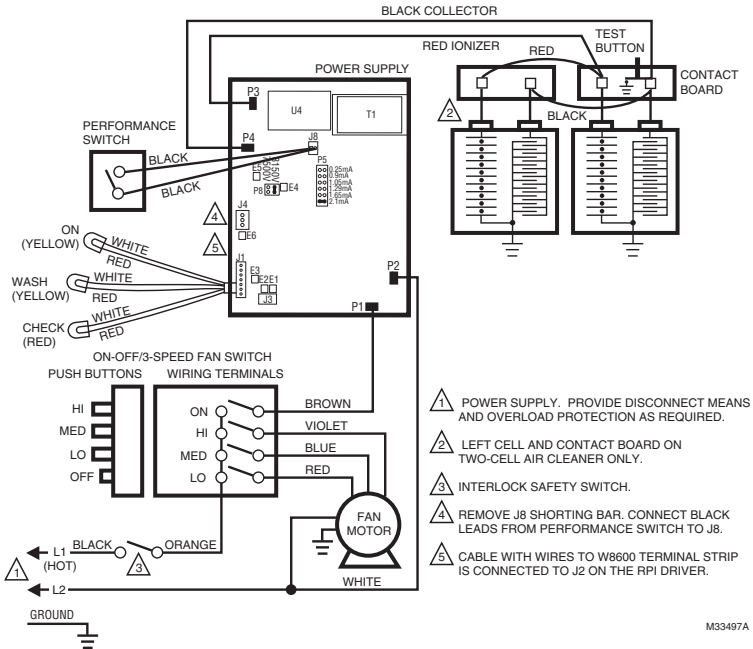 BLACK COLLECTOR
RED IONIZER
RED
TEST
BUTTON
CONTACT
BOARD
BLACK
2
POWER SUPPLY
P3
U4
T1
P4
J8
PERFORMANCE
SWITCH
BLACK
BLACK
P5
0.25mA
0.9mA
1.05mA
1.29mA
1.65mA
2.1mA
E5
P8
E4
4
J4
E6
5
J1
E3
E2E1
J3
P2
P1
ON
(YELLOW)
WHITE
RED
WASH
(YELLOW)
WHITE
RED
CHECK
(RED)
WHITE
RED
ON-OFF/3-SPEED FAN SWITCH
PUSH BUTTONS
WIRING TERMINALS
HI
MED
LO
OFF
ON
HI
MED
LO
BROWN
VIOLET
BLUE
RED
FAN
MOTOR
L1
(HOT)
BLACK
ORANGE
3
1
L2
WHITE
GROUND
1 POWER SUPPLY. PROVIDE DISCONNECT MEANS
AND OVERLOAD PROTECTION AS REQUIRED.
2 LEFT CELL AND CONTACT BOARD ON
TWO-CELL AIR CLEANER ONLY.
3 INTERLOCK SAFETY SWITCH.
4 REMOVE J8 SHORTING BAR. CONNECT BLACK
LEADS FROM PERFORMANCE SWITCH TO J8.
5 CABLE WITH WIRES TO W8600 TERMINAL STRIP
IS CONNECTED TO J2 ON THE RPI DRIVER.
M33497A